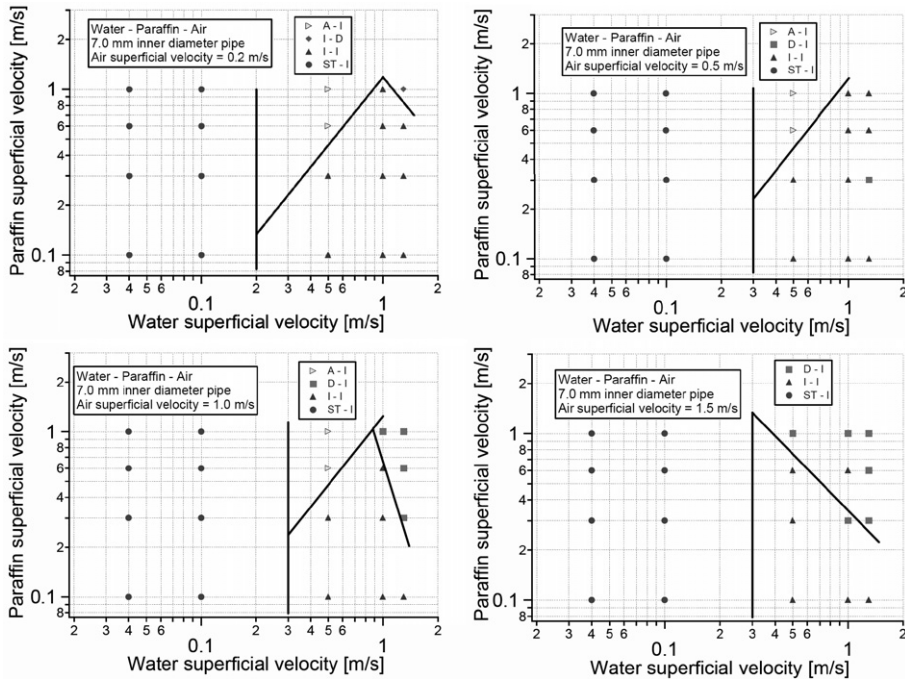 Water - Paraffin - Air
7.0 mm inner diameter pipe
Air superficial velocity = 0.2 m/s
A - I
I - D
I - I
ST - I
Paraffin superficial velocity [m/s]
2
1
6
4
2
0.1
8
2
3
4
5
6
0.1
2
3
4
5
6
1
2
Water superficial velocity [m/s]
Water - Paraffin - Air
7.0 mm inner diameter pipe
Air superficial velocity = 0.5 m/s
A - I
D - I
I - I
ST - I
Paraffin superficial velocity [m/s]
2
1
6
4
2
0.1
8
2
3
4
5
6
0.1
2
3
4
5
6
1
2
Water superficial velocity [m/s]
Water - Paraffin - Air
7.0 mm inner diameter pipe
Air superficial velocity = 1.0 m/s
A - I
D - I
I - I
ST - I
Paraffin superficial velocity [m/s]
2
1
6
4
2
0.1
8
2
3
4
5
6
0.1
2
3
4
5
6
1
2
Water superficial velocity [m/s]
Water - Paraffin - Air
7.0 mm inner diameter pipe
Air superficial velocity = 1.5 m/s
D - I
I - I
ST - I
Paraffin superficial velocity [m/s]
2
1
6
4
2
0.1
8
2
3
4
5
6
0.1
2
3
4
5
6
1
2
Water superficial velocity [m/s]